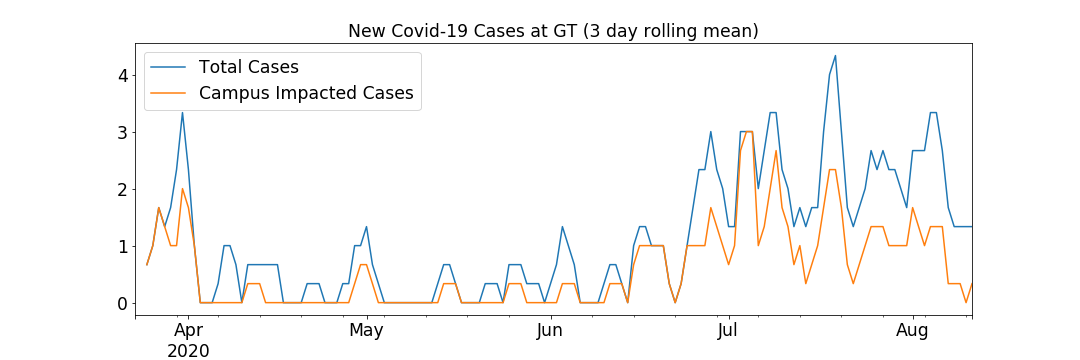 New Covid-19 Cases at GT (3 day rolling mean)
Total Cases
Campus Impacted Cases
4
3
2
1
0
Apr May Jun Jul Aug
2020